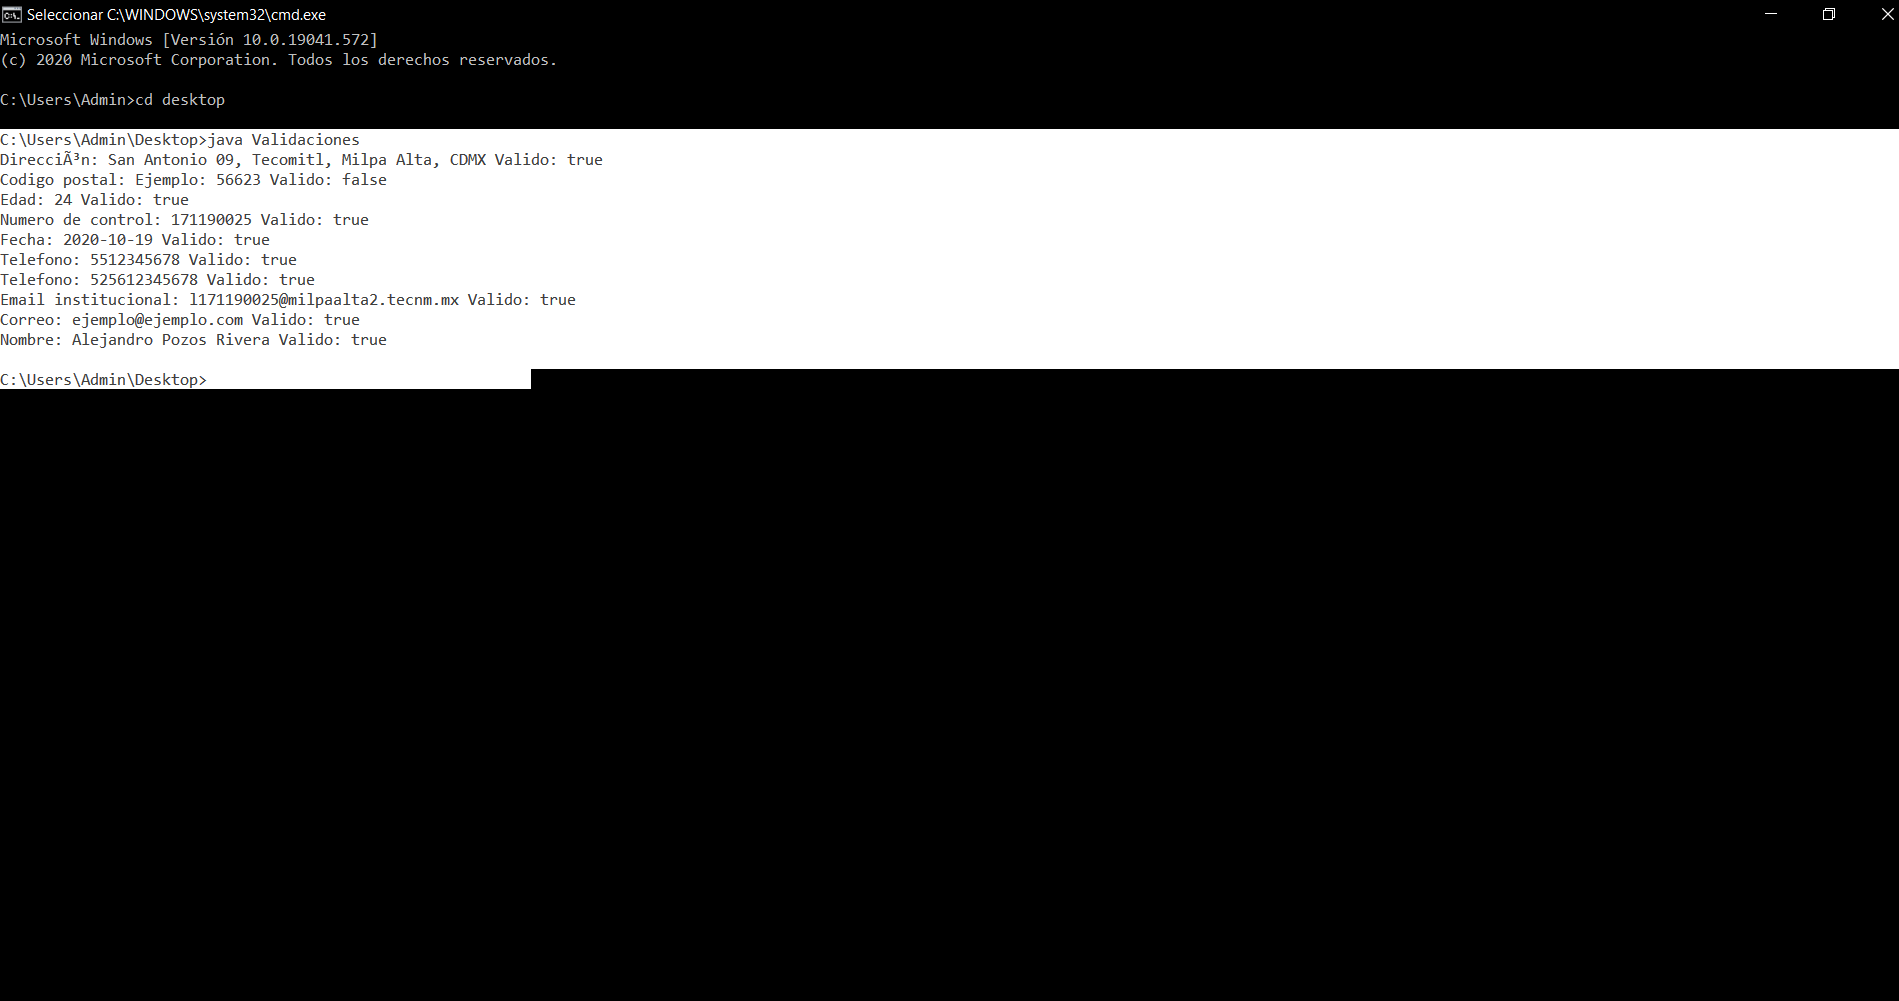 Seleccionar C:\WINDOWS\system32\cmd.exe
Microsoft Windows [Versión 10.0.19041.572]
(c) 2020 Microsoft Corporation. Todos los derechos reservados.
C:\Users\Admin>cd desktop
C:\Users\Admin\Desktop>java Validaciones
DirecciÃ³n: San Antonio 09, Tecomitl, Milpa Alta, CDMX Valido: true
Codigo postal: Ejemplo: 56623 Valido: false
Edad: 24 Valido: true
Numero de control: 171190025 Valido: true
Fecha: 2020-10-19 Valido: true
Telefono: 5512345678 Valido: true
Telefono: 525612345678 Valido: true
Email institucional: l171190025@milpaalta2.tecnm.mx Valido: true
Correo: ejemplo@ejemplo.com Valido: true
Nombre: Alejandro Pozos Rivera Valido: true
C:\Users\Admin\Desktop>